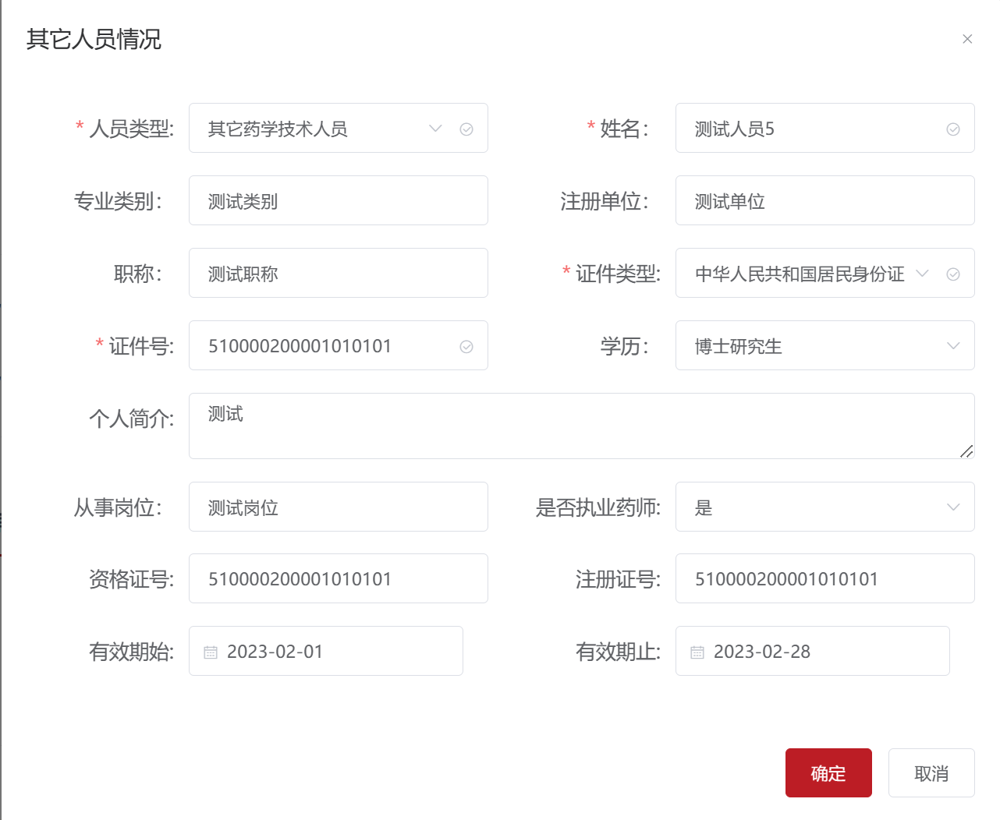 其它人员情况
* 人员类型: 其它药学技术人员
* 姓名: 测试人员5
专业类别: 测试类别
注册单位: 测试单位
职称: 测试职称
* 证件类型: 中华人民共和国居民身份证
* 证件号: 510000200001010101
学历: 博士研究生
个人简介: 测试
从事岗位: 测试岗位
是否执业药师: 是
资格证号: 510000200001010101
注册证号: 510000200001010101
有效期始: 2023-02-01
有效期止: 2023-02-28
确定
取消